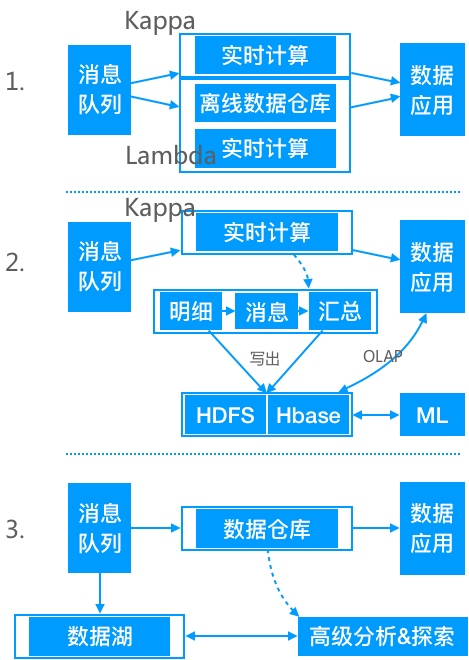 Kappa
1.
消息
队列
实时计算
离线数据仓库
实时计算
Lambda
数据
应用
Kappa
2.
消息
队列
实时计算
数据
应用
明细
消息
汇总
写出
OLAP
HDFS
Hbase
ML
3.
消息
队列
数据仓库
数据
应用
数据湖
高级分析&探索